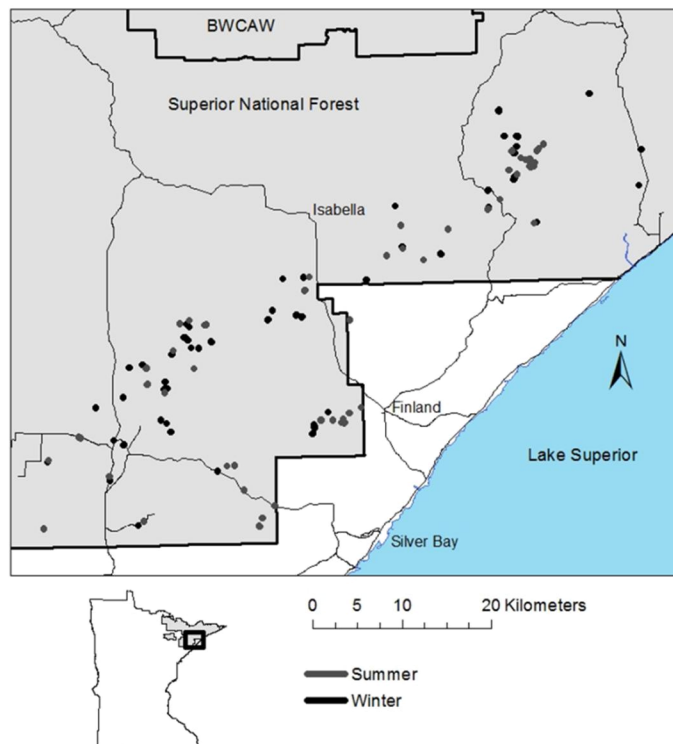 BWCAW
Superior National Forest
Isabella
N
Finland
Lake Superior
Silver Bay
0 5 10 20 Kilometers
Summer
Winter